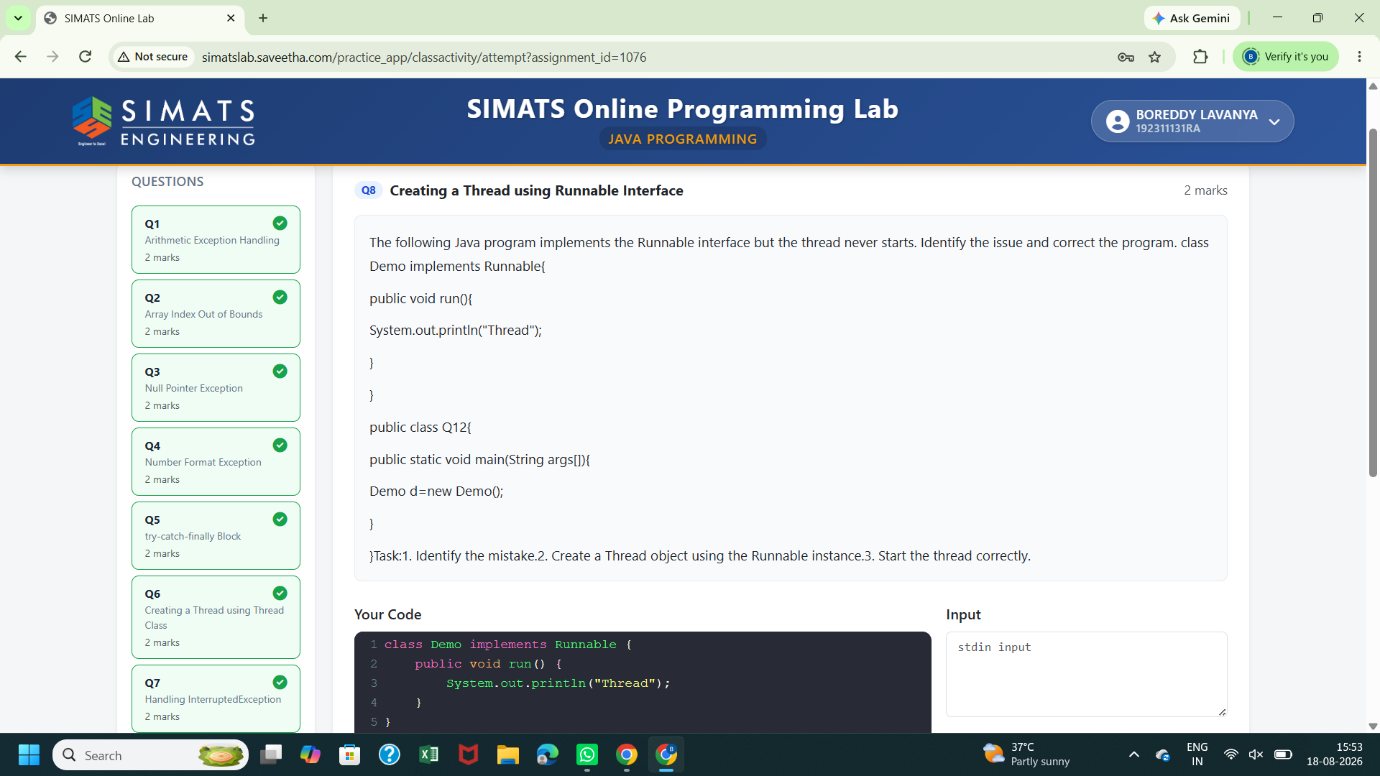 SIMATS Online Lab
Ask Gemini
Not secure
simatslab.saveetha.com/practice_app/classactivity/attempt?assignment_id=1076
B
Verify it's you
SIMATS
ENGINEERING
Engineer to Excel
SIMATS Online Programming Lab
JAVA PROGRAMMING
BOREDDY LAVANYA
192311131RA
QUESTIONS
Q1
Arithmetic Exception Handling
2 marks
Q2
Array Index Out of Bounds
2 marks
Q3
Null Pointer Exception
2 marks
Q4
Number Format Exception
2 marks
Q5
try-catch-finally Block
2 marks
Q6
Creating a Thread using Thread
Class
2 marks
Q7
Handling InterruptedException
2 marks
Q8 Creating a Thread using Runnable Interface
2 marks
The following Java program implements the Runnable interface but the thread never starts. Identify the issue and correct the program. class
Demo implements Runnable{
public void run(){
System.out.println("Thread");
}
}
public class Q12{
public static void main(String args[]){
Demo d=new Demo();
}
}Task:1. Identify the mistake.2. Create a Thread object using the Runnable instance.3. Start the thread correctly.
Your Code
1 class Demo implements Runnable {
2 public void run() {
3 System.out.println("Thread");
4 }
5 }
Input
stdin input
Search
37°C
Partly sunny
ENG
IN
15:53
18-08-2026